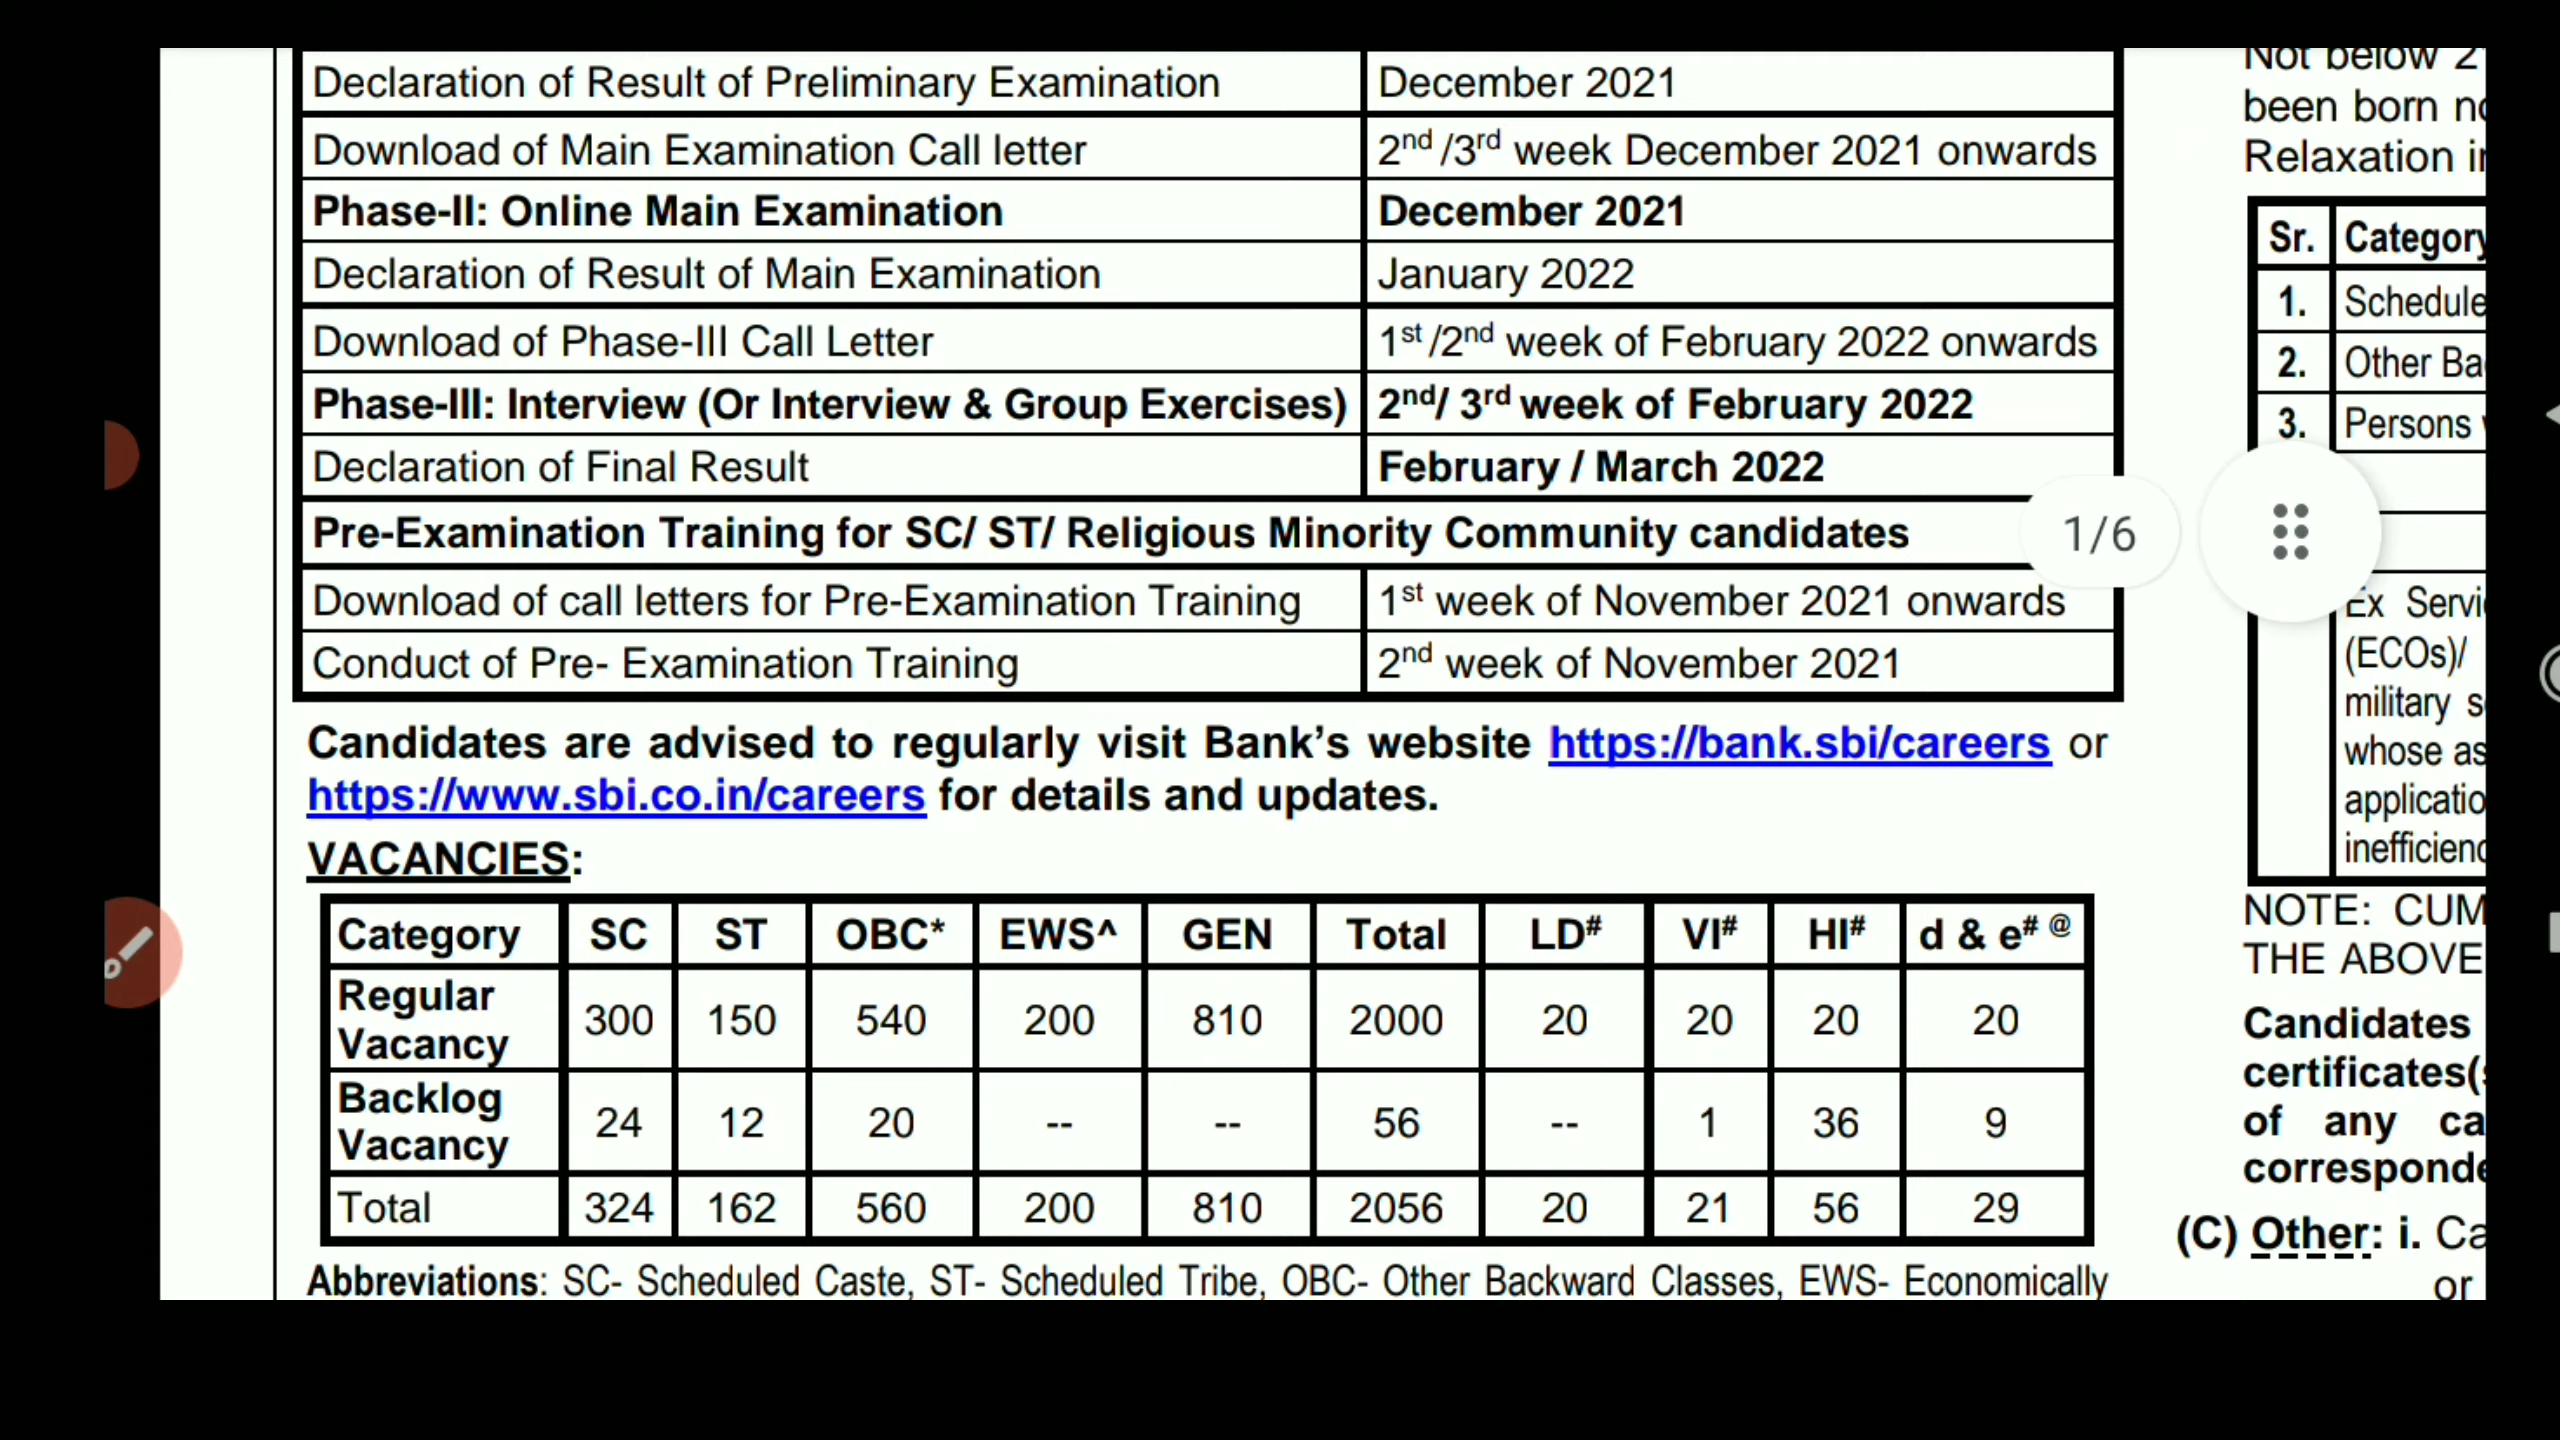 Declaration of Result of Preliminary Examination December 2021
Download of Main Examination Call letter 2nd /3rd week December 2021 onwards
Phase-II: Online Main Examination December 2021
Declaration of Result of Main Examination January 2022
Download of Phase-III Call Letter 1st /2nd week of February 2022 onwards
Phase-III: Interview (Or Interview & Group Exercises) 2nd/ 3rd week of February 2022
Declaration of Final Result February / March 2022
Pre-Examination Training for SC/ ST/ Religious Minority Community candidates
Download of call letters for Pre-Examination Training 1st week of November 2021 onwards
Conduct of Pre- Examination Training 2nd week of November 2021
Candidates are advised to regularly visit Bank's website https://bank.sbi/careers or
https://www.sbi.co.in/careers for details and updates.
VACANCIES:
Category SC ST OBC* EWS^ GEN Total LD# VI# HI# d & e# @
Regular Vacancy 300 150 540 200 810 2000 20 20 20 20
Backlog Vacancy 24 12 20 -- -- 56 -- 1 36 9
Total 324 162 560 200 810 2056 20 21 56 29
Abbreviations: SC- Scheduled Caste, ST- Scheduled Tribe, OBC- Other Backward Classes, EWS- Economically
1/6
Not below 2
been born
Relaxation
Sr. Category
1. Schedule
2. Other
3. Persons
Ex
(ECOs)/
military
whose
NOTE:
THE ABOVE
Candidates
of any
(C) Other: i.
or